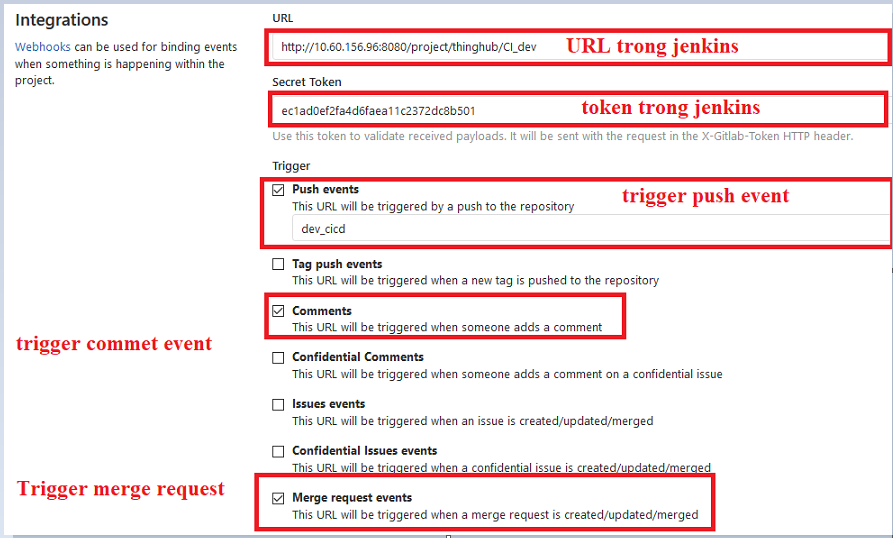 Integrations
Webhooks can be used for binding events
when something is happening within the
project.
URL
http://10.60.156.96:8080/project/thinghub/CI_dev
URL trong jenkins
Secret Token
ec1ad0ef2fa4d6faea11c2372dc8b501
token trong jenkins
Use this token to validate received payloads. It will be sent with the request in the X-Gitlab-Token HTTP header.
Trigger
Push events
trigger push event
This URL will be triggered by a push to the repository
dev_cicd
Tag push events
This URL will be triggered when a new tag is pushed to the repository
Comments
This URL will be triggered when someone adds a comment
trigger commet event
Confidential Comments
This URL will be triggered when someone adds a comment on a confidential issue
Issues events
This URL will be triggered when an issue is created/updated/merged
Confidential Issues events
This URL will be triggered when a confidential issue is created/updated/merged
Trigger merge request
Merge request events
This URL will be triggered when a merge request is created/updated/merged